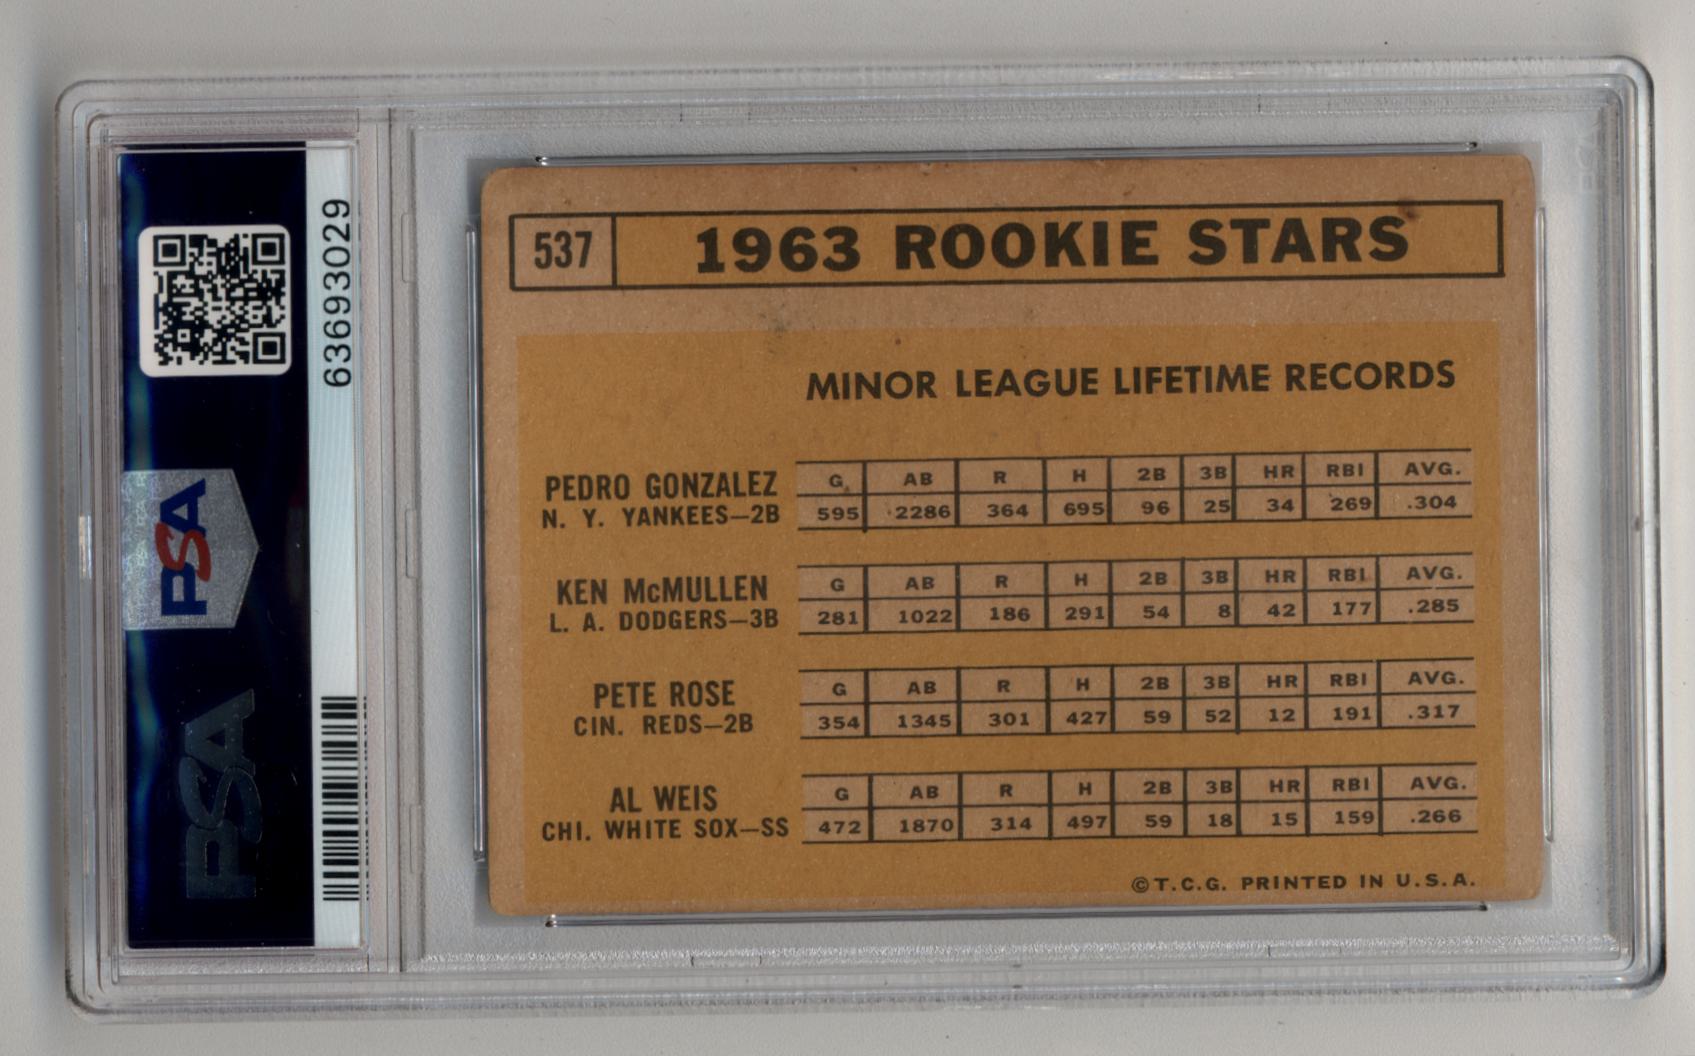 63693029
PSA
PSA
537 1963 ROOKIE STARS
MINOR LEAGUE LIFETIME RECORDS
PEDRO GONZALEZ
N. Y. YANKEES—2B
G AB R H 2B 3B HR RBI AVG.
595 2286 364 695 96 25 34 269 .304
KEN McMULLEN
L. A. DODGERS—3B
G AB R H 2B 3B HR RBI AVG.
281 1022 186 291 54 8 42 177 .285
PETE ROSE
CIN. REDS—2B
G AB R H 2B 3B HR RBI AVG.
354 1345 301 427 59 52 12 191 .317
AL WEIS
CHI. WHITE SOX—SS
G AB R H 2B 3B HR RBI AVG.
472 1870 314 497 59 18 15 159 .266
©T.C.G. PRINTED IN U.S.A.